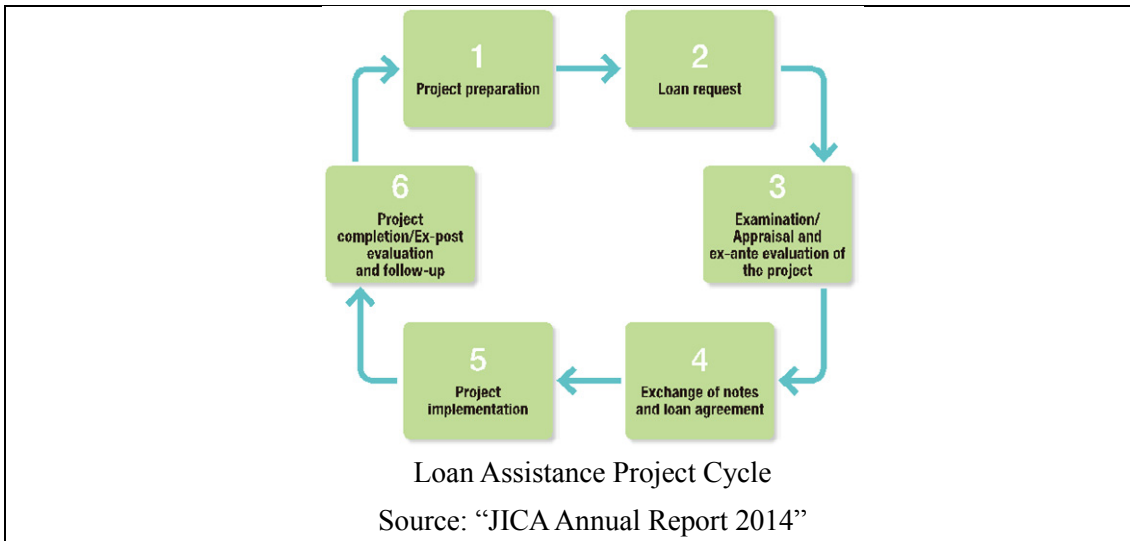 1
Project preparation
2
Loan request
3
Examination/
Appraisal and
ex-ante evaluation of
the project
4
Exchange of notes
and loan agreement
5
Project
implementation
6
Project
completion/Ex-post
evaluation
and follow-up
Loan Assistance Project Cycle
Source: “JICA Annual Report 2014”